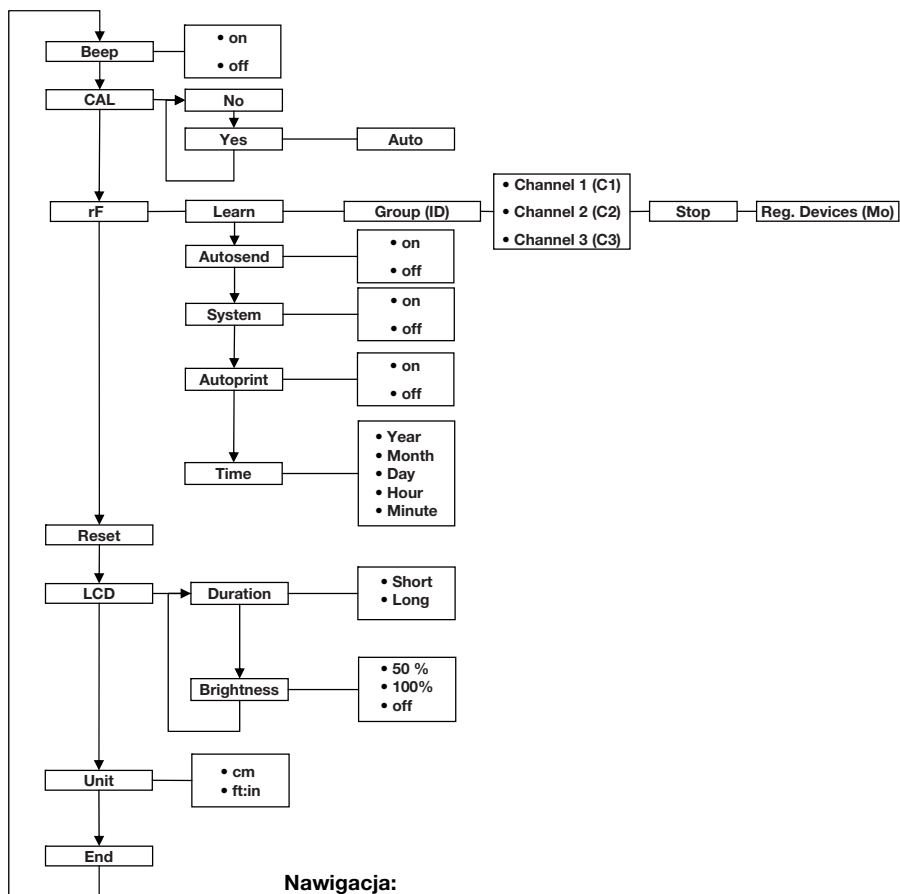 Beep
• on
• off
CAL
No
Yes
Auto
rF
Learn
Group (ID)
• Channel 1 (C1)
• Channel 2 (C2)
• Channel 3 (C3)
Stop
Reg. Devices (Mo)
Autosend
• on
• off
System
• on
• off
Autoprint
• on
• off
Time
• Year
• Month
• Day
• Hour
• Minute
Reset
LCD
Duration
• Short
• Long
Brightness
• 50 %
• 100%
• off
Unit
• cm
• ft:in
End
Nawigacja: